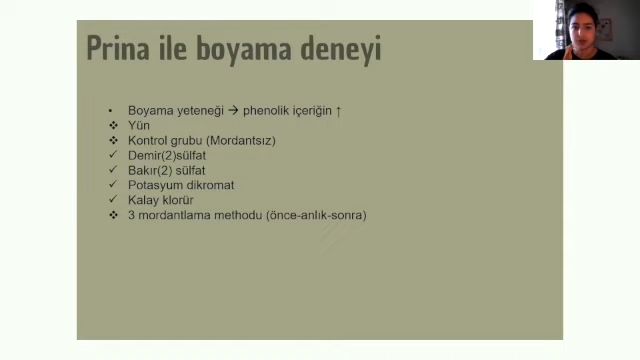 Prina ile boyama deneyi
• Boyama yeteneği → phenolik içeriğin ↑
❖ Yün
❖ Kontrol grubu (Mordantsız)
✓ Demir(2)sülfat
✓ Bakır(2) sülfat
✓ Potasyum dikromat
✓ Kalay klorür
❖ 3 mordantlama methodu (önce-anlık-sonra)